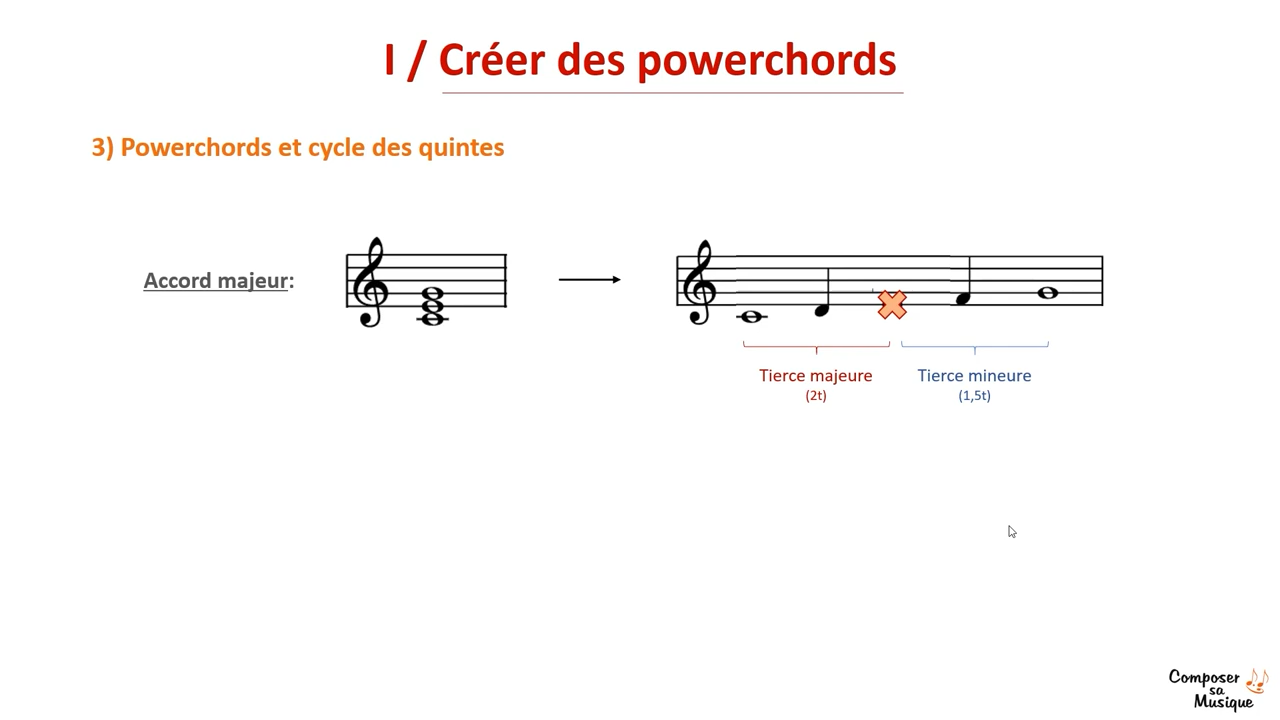 I / Créer des powerchords
3) Powerchords et cycle des quintes
Accord majeur:
Tierce majeure
(2t)
Tierce mineure
(1,5t)
Composer
sa
Musique